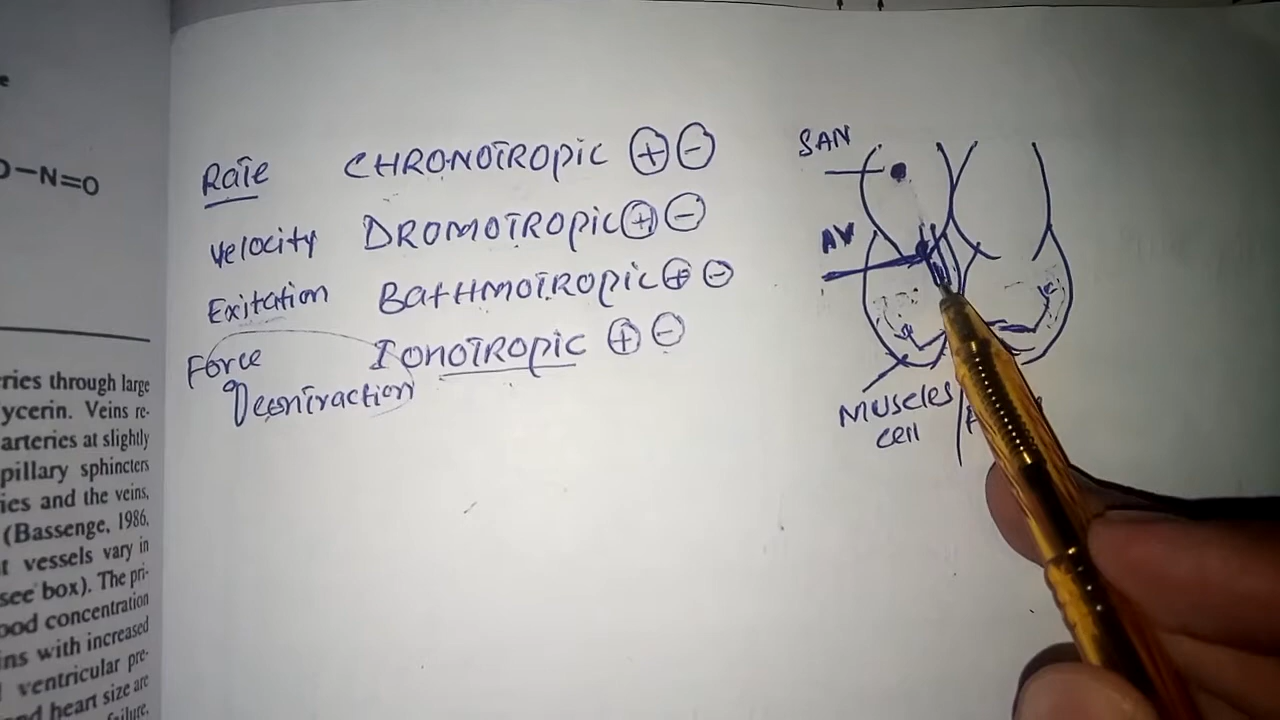 O-N=O
ries through large
ycerin. Veins re-
arteries at slightly
pillary sphincters
ies and the veins,
(Bassenge, 1986,
t vessels vary in
see box). The pri-
ood concentration
ins with increased
ventricular pre-
nd heart size are
failure.
Rate CHRONOTROPIC + -
Velocity DROMOTROPIC + -
Exitation BATHMOTROPIC + -
Force IONOTROPIC + -
contraction
SAN
AV
Muscles
cell